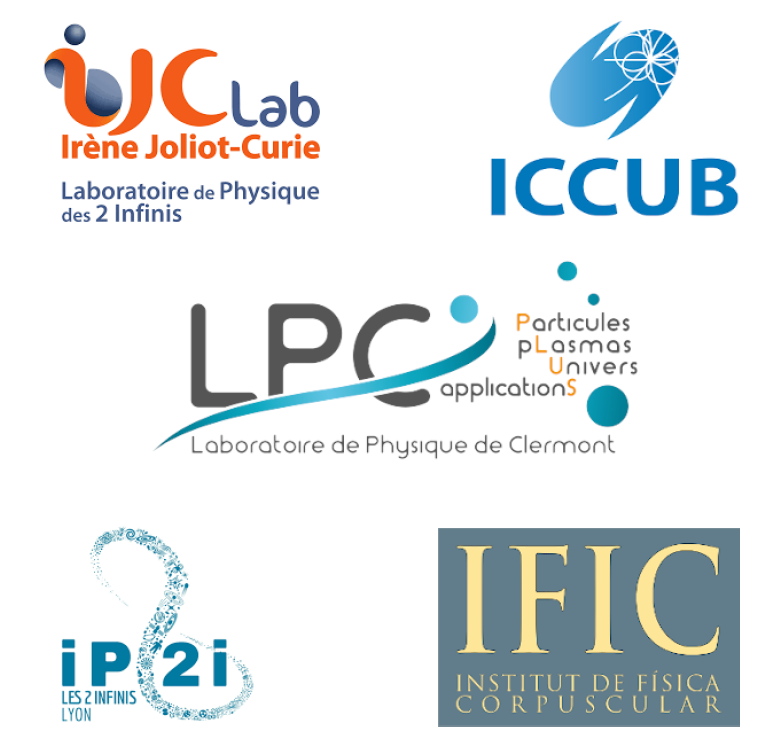 iJCLab
Irène Joliot-Curie
Laboratoire de Physique
des 2 Infinis
ICCUB
LPC
Particules
pLasmas
Univers
applicationS
Laboratoire de Physique de Clermont
iP2i
LES 2 INFINIS
LYON
IFIC
INSTITUT DE FÍSICA
CORPUSCULAR